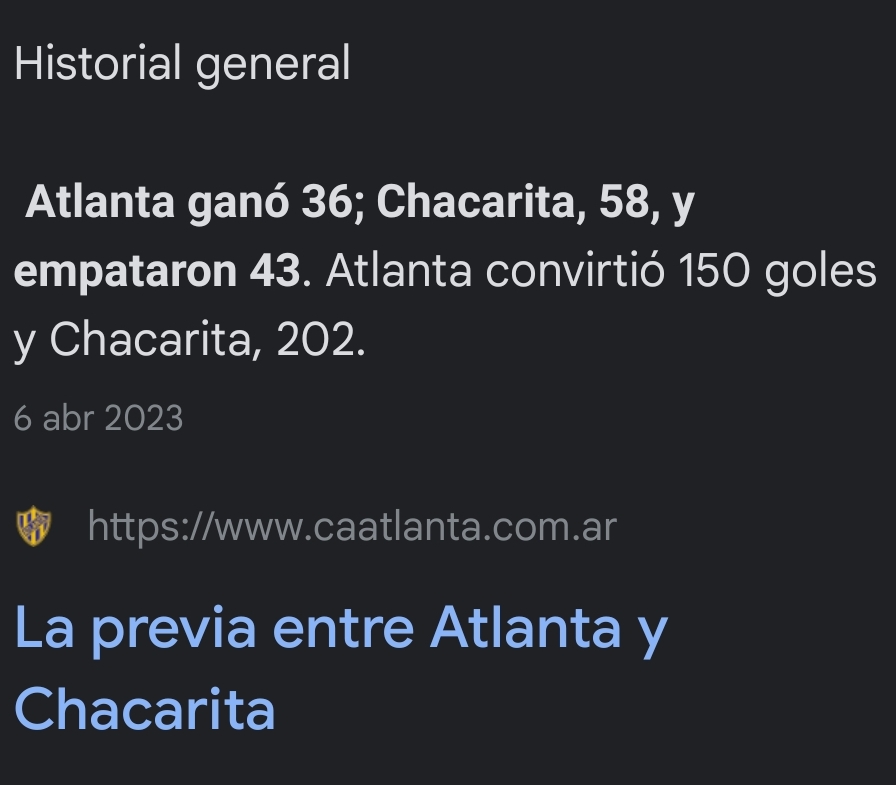 Historial general
Atlanta ganó 36; Chacarita, 58, y
empataron 43. Atlanta convirtió 150 goles
y Chacarita, 202.
6 abr 2023
https://www.caatlanta.com.ar
La previa entre Atlanta y
Chacarita